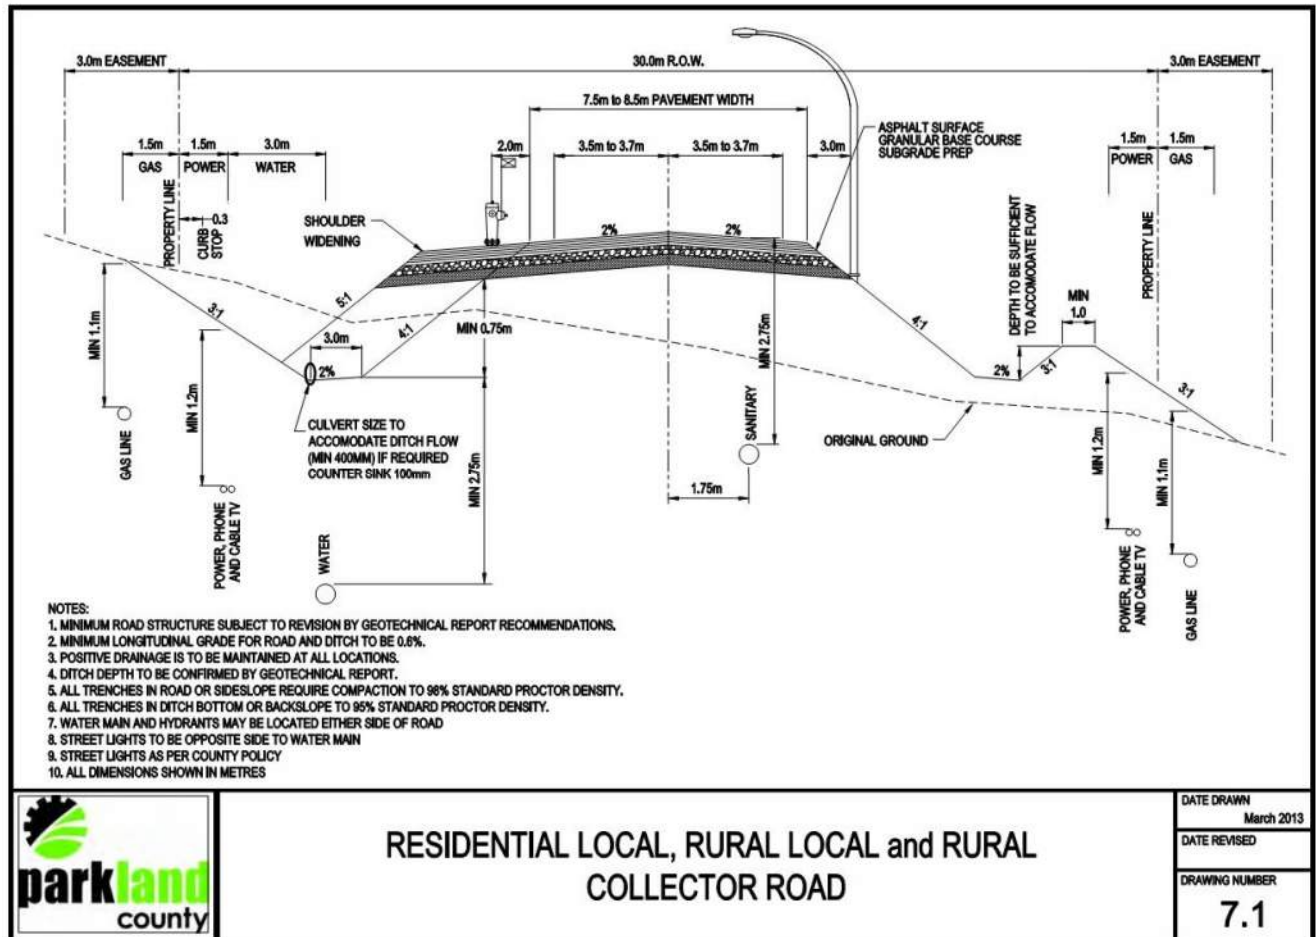 3.0m EASEMENT
30.0m R.O.W.
3.0m EASEMENT
7.5m to 8.5m PAVEMENT WIDTH
1.5m
1.5m
3.0m
GAS
POWER
WATER
2.0m
3.5m to 3.7m
3.5m to 3.7m
3.0m
ASPHALT SURFACE
GRANULAR BASE COURSE
SUBGRADE PREP
1.5m
1.5m
POWER
GAS
PROPERTY LINE
0.3
CURB
STOP
SHOULDER
WIDENING
2%
2%
DEPTH TO BE SUFFICIENT
TO ACCOMODATE FLOW
PROPERTY LINE
MIN
1.0
MIN 1.1m
3:1
5:1
4:1
MIN 0.75m
MIN 2.75m
4:1
3:1
3:1
3.0m
2%
2%
MIN 1.2m
CULVERT SIZE TO
ACCOMODATE DITCH FLOW
(MIN 400MM) IF REQUIRED
COUNTER SINK 100mm
MIN 2.75m
SANITARY
1.75m
ORIGINAL GROUND
MIN 1.2m
MIN 1.1m
GAS LINE
POWER, PHONE
AND CABLE TV
WATER
POWER, PHONE
AND CABLE TV
GAS LINE
NOTES:
1. MINIMUM ROAD STRUCTURE SUBJECT TO REVISION BY GEOTECHNICAL REPORT RECOMMENDATIONS.
2. MINIMUM LONGITUDINAL GRADE FOR ROAD AND DITCH TO BE 0.6%.
3. POSITIVE DRAINAGE IS TO BE MAINTAINED AT ALL LOCATIONS.
4. DITCH DEPTH TO BE CONFIRMED BY GEOTECHNICAL REPORT.
5. ALL TRENCHES IN ROAD OR SIDESLOPE REQUIRE COMPACTION TO 98% STANDARD PROCTOR DENSITY.
6. ALL TRENCHES IN DITCH BOTTOM OR BACKSLOPE TO 95% STANDARD PROCTOR DENSITY.
7. WATER MAIN AND HYDRANTS MAY BE LOCATED EITHER SIDE OF ROAD
8. STREET LIGHTS TO BE OPPOSITE SIDE TO WATER MAIN
9. STREET LIGHTS AS PER COUNTY POLICY
10. ALL DIMENSIONS SHOWN IN METRES
parkland
county
RESIDENTIAL LOCAL, RURAL LOCAL and RURAL
COLLECTOR ROAD
DATE DRAWN
March 2013
DATE REVISED
DRAWING NUMBER
7.1